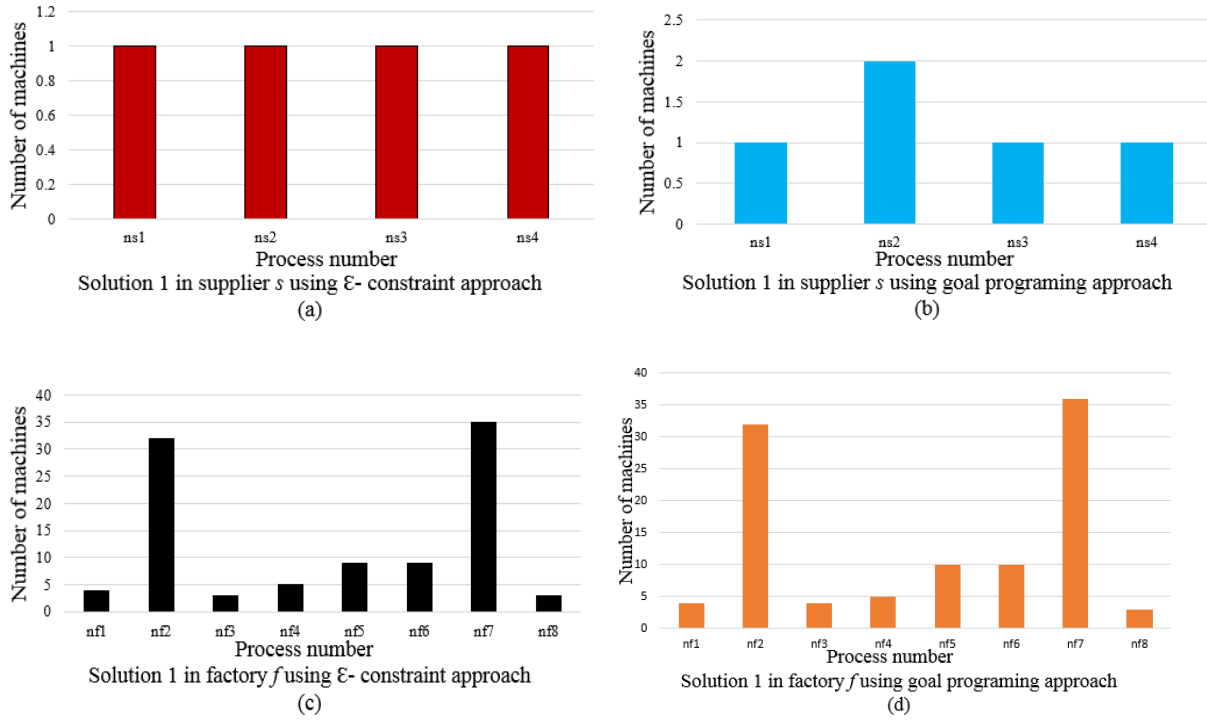 Number of machines
1.2
1
0.8
0.6
0.4
0.2
0
ns1 ns2 ns3 ns4
Process number
Solution 1 in supplier s using Ɛ- constraint approach
(a)
Number of machines
2.5
2
1.5
1
0.5
0
ns1 ns2 ns3 ns4
Process number
Solution 1 in supplier s using goal programing approach
(b)
Number of machines
40
35
30
25
20
15
10
5
0
nf1 nf2 nf3 nf4 nf5 nf6 nf7 nf8
Process number
Solution 1 in factory f using Ɛ- constraint approach
(c)
Number of machines
40
35
30
25
20
15
10
5
0
nf1 nf2 nf3 nf4 nf5 nf6 nf7 nf8
Process number
Solution 1 in factory f using goal programing approach
(d)